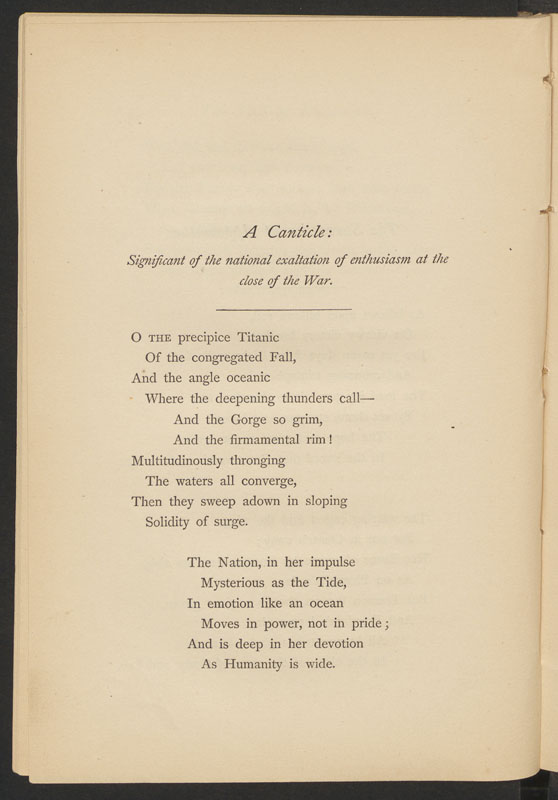 A Canticle:
Significant of the national exaltation of enthusiasm at the
close of the War.
O THE precipice Titanic
Of the congregated Fall,
And the angle oceanic
Where the deepening thunders call—
And the Gorge so grim,
And the firmamental rim!
Multitudinously thronging
The waters all converge,
Then they sweep adown in sloping
Solidity of surge.
The Nation, in her impulse
Mysterious as the Tide,
In emotion like an ocean
Moves in power, not in pride;
And is deep in her devotion
As Humanity is wide.